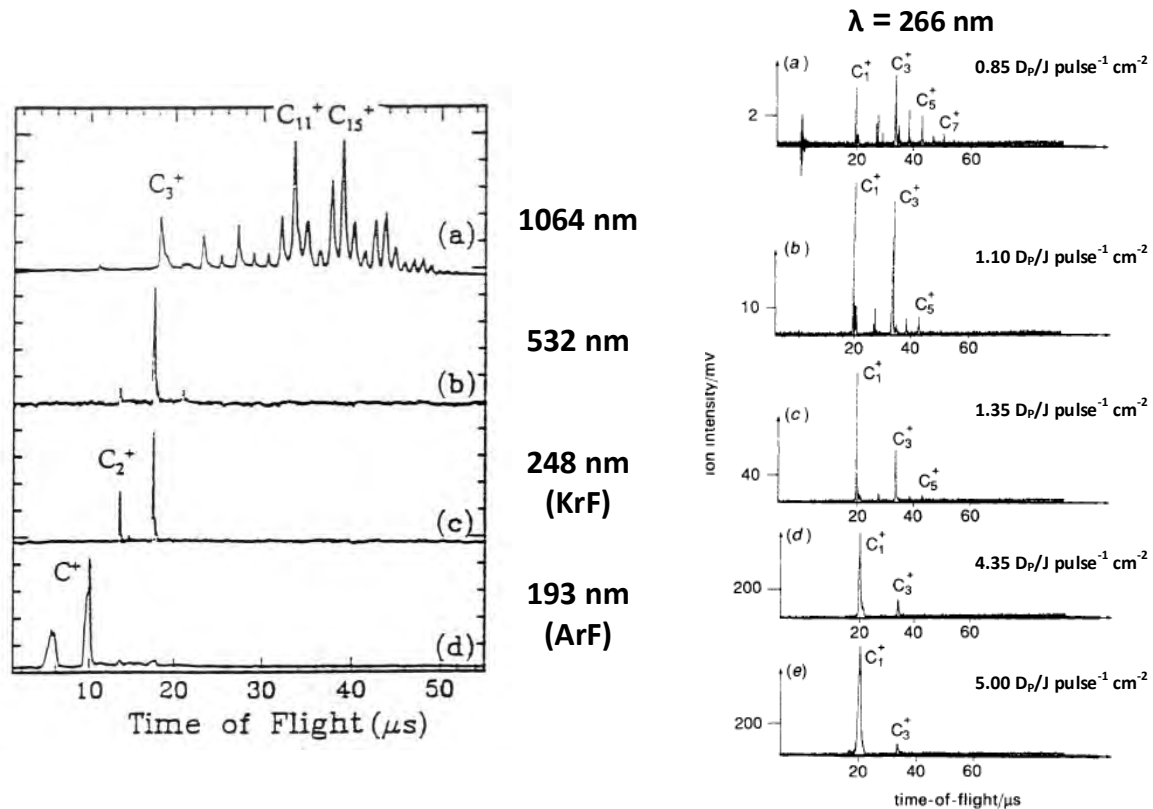 C₁₁⁺ C₁₅⁺
C₃⁺
(a)
1064 nm
(b)
532 nm
C₂⁺
(c)
248 nm
(KrF)
C⁺
(d)
193 nm
(ArF)
10 20 30 40 50
Time of Flight (μs)
λ = 266 nm
(a)
C₁⁺ C₃⁺ C₅⁺ C₇⁺
0.85 Dₚ/J pulse⁻¹ cm⁻²
2
20 40 60
(b)
C₁⁺ C₃⁺ C₅⁺
1.10 Dₚ/J pulse⁻¹ cm⁻²
10
20 40 60
(c)
C₁⁺ C₃⁺ C₅⁺
1.35 Dₚ/J pulse⁻¹ cm⁻²
40
20 40 60
(d)
C₁⁺ C₃⁺
4.35 Dₚ/J pulse⁻¹ cm⁻²
200
20 40 60
(e)
C₁⁺ C₃⁺
5.00 Dₚ/J pulse⁻¹ cm⁻²
200
20 40 60
ion intensity/mv
time-of-flight/μs